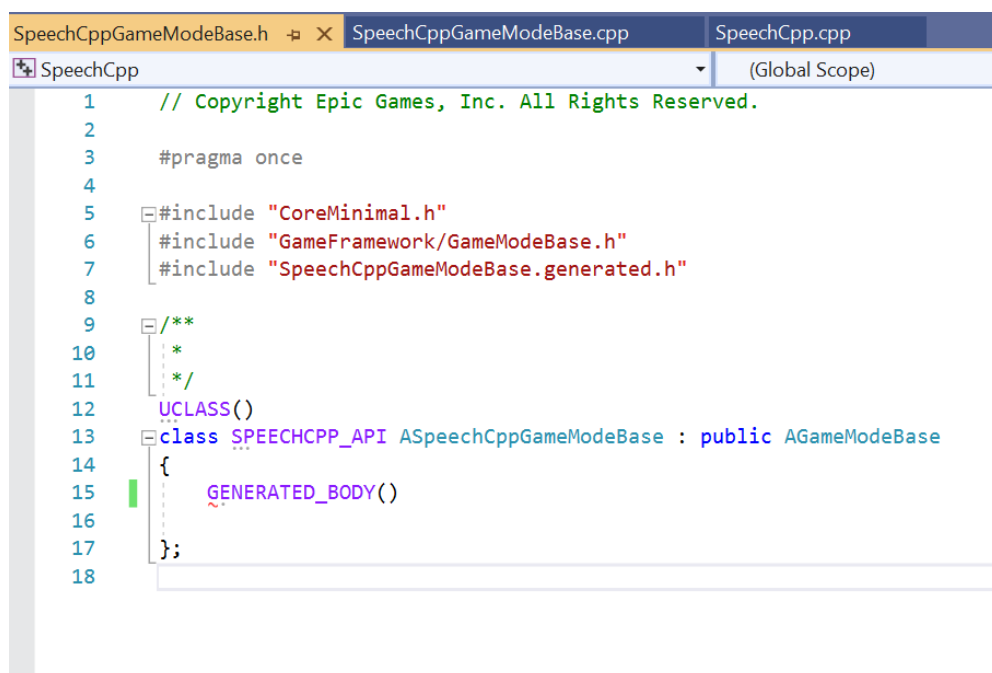 SpeechCppGameModeBase.h SpeechCppGameModeBase.cpp SpeechCpp.cpp
SpeechCpp (Global Scope)
1 // Copyright Epic Games, Inc. All Rights Reserved.
2
3 #pragma once
4
5 #include "CoreMinimal.h"
6 #include "GameFramework/GameModeBase.h"
7 #include "SpeechCppGameModeBase.generated.h"
8
9 /**
10 *
11 */
12 UCLASS()
13 class SPEECHCPP_API ASpeechCppGameModeBase : public AGameModeBase
14 {
15 GENERATED_BODY()
16
17 };
18